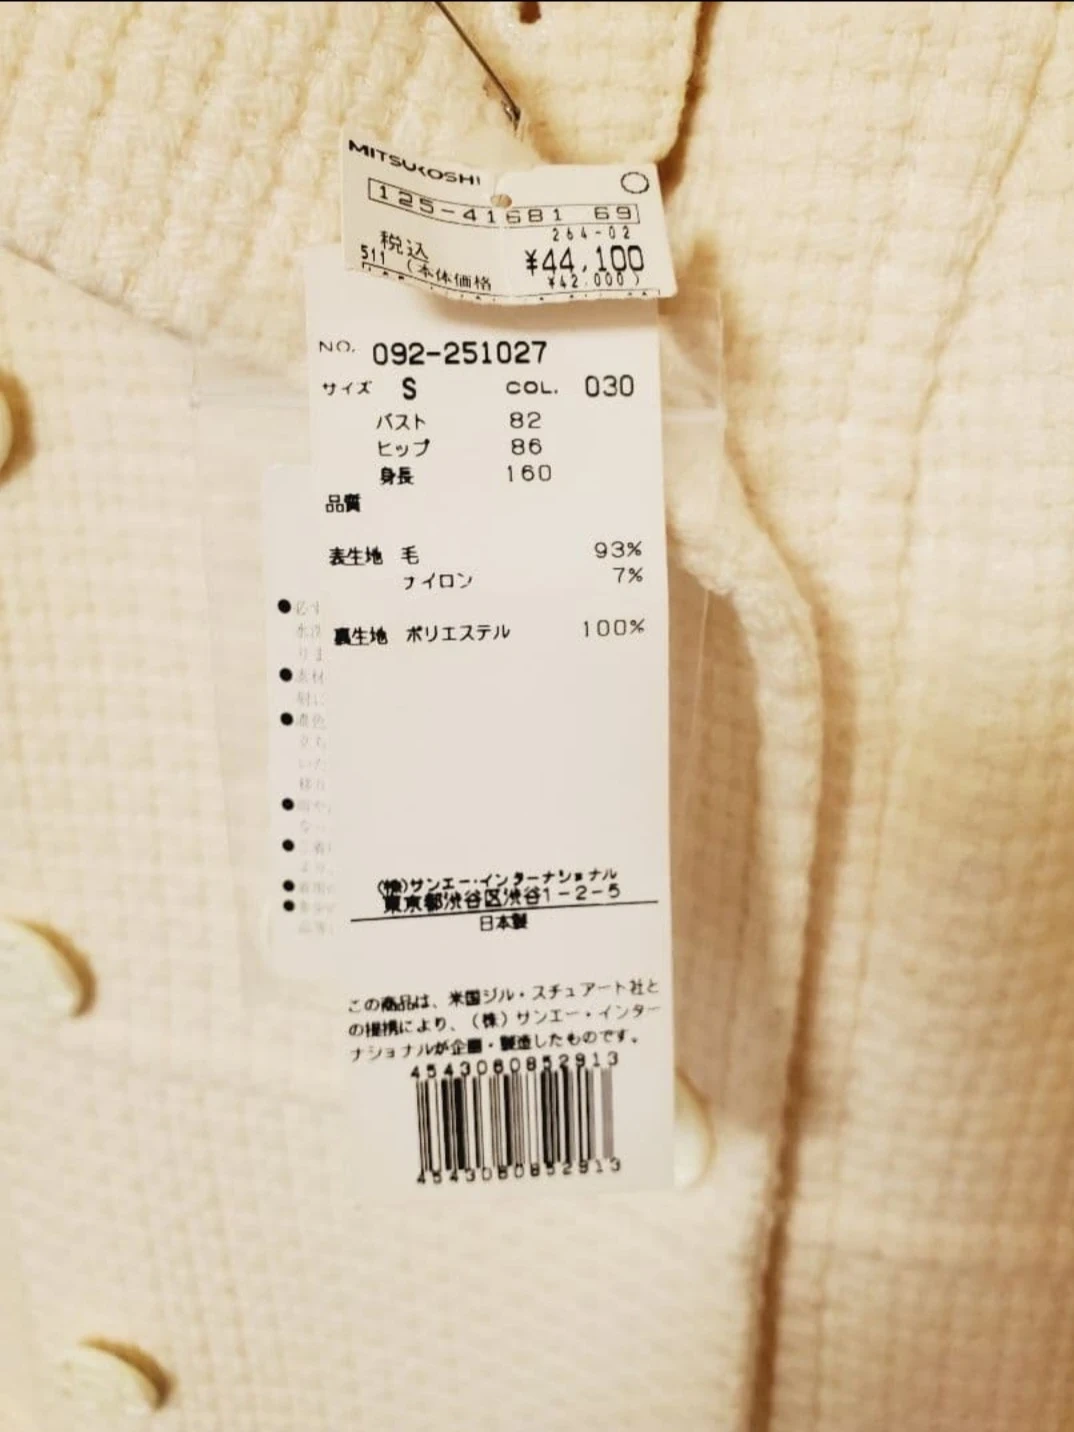 MITSUKOSHI
125-41681 69
264-02
税込 ¥44,100
511 (本体価格 ¥42,000)
NO. 092-251027
サイズ S COL. 030
バスト 82
ヒップ 86
身長 160
品質
表生地 毛 93%
ナイロン 7%
裏生地 ポリエステル 100%
(株)サンエー・インターナショナル
東京都渋谷区渋谷1-2-5
日本製
この商品は、米国ジル・スチュアート社と
の提携により、(株)サンエー・インター
ナショナルが企画・製造したものです。
4543080852913
4543080852913